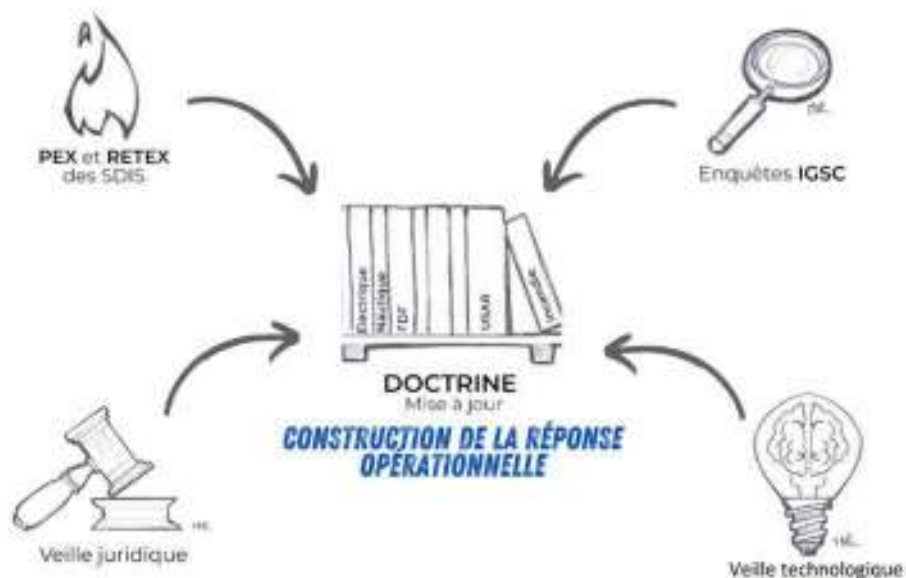 PEX et RETEX
des SDIS
Enquêtes IGSC
Electrique
Nautique
FDF
Incendie
DOCTRINE
Mise à jour
CONSTRUCTION DE LA RÉPONSE
OPÉRATIONNELLE
Veille juridique
Veille technologique